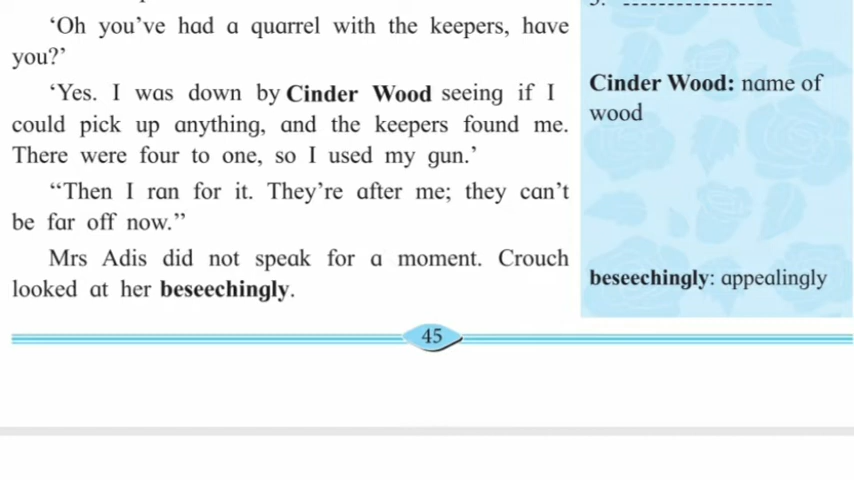 ‘Oh you’ve had a quarrel with the keepers, have
you?’
‘Yes. I was down by Cinder Wood seeing if I
could pick up anything, and the keepers found me.
There were four to one, so I used my gun.’
“Then I ran for it. They’re after me; they can’t
be far off now.”
Mrs Adis did not speak for a moment. Crouch
looked at her beseechingly.
Cinder Wood: name of
wood
beseechingly: appealingly
45